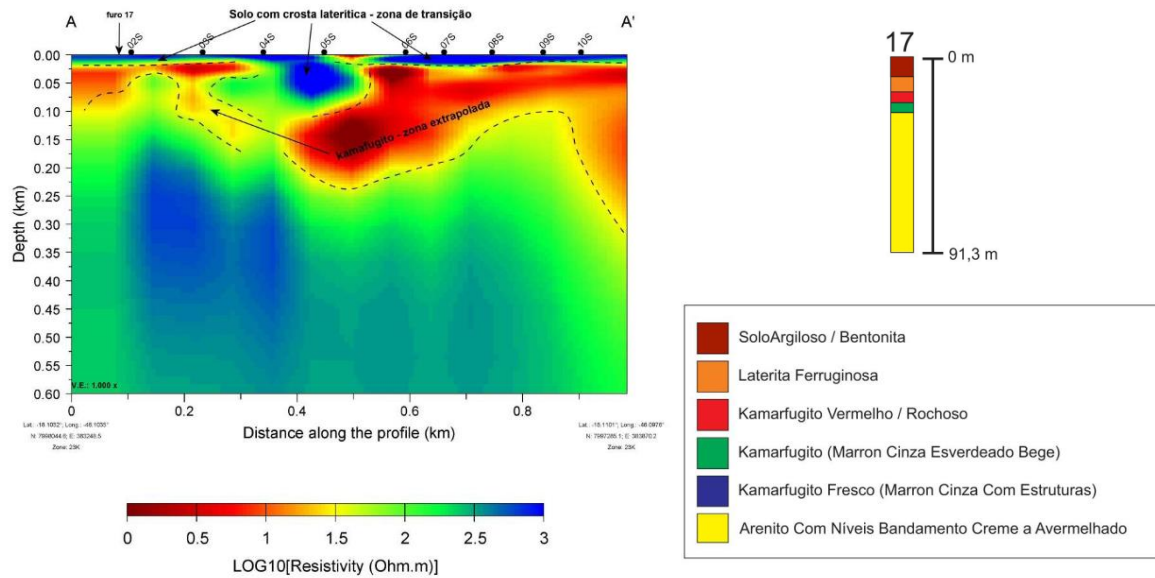 A
furo 17
Solo com crosta lateritica - zona de transição
A'
02S
03S
04S
05S
06S
07S
08S
09S
10S
0.00
0.05
0.10
0.15
0.20
0.25
0.30
0.35
0.40
0.45
0.50
0.55
0.60
Depth (km)
kamafugito - zona extrapolada
V.E.: 1.000 x
0
0.2
0.4
0.6
0.8
Distance along the profile (km)
Zone: 23K
Zone: 23K
0
0.5
1
1.5
2
2.5
3
LOG10[Resistivity (Ohm.m)]
17
0 m
91,3 m
SoloArgiloso / Bentonita
Laterita Ferruginosa
Kamarfugito Vermelho / Rochoso
Kamarfugito (Marron Cinza Esverdeado Bege)
Kamarfugito Fresco (Marron Cinza Com Estruturas)
Arenito Com Níveis Bandamento Creme a Avermelhado